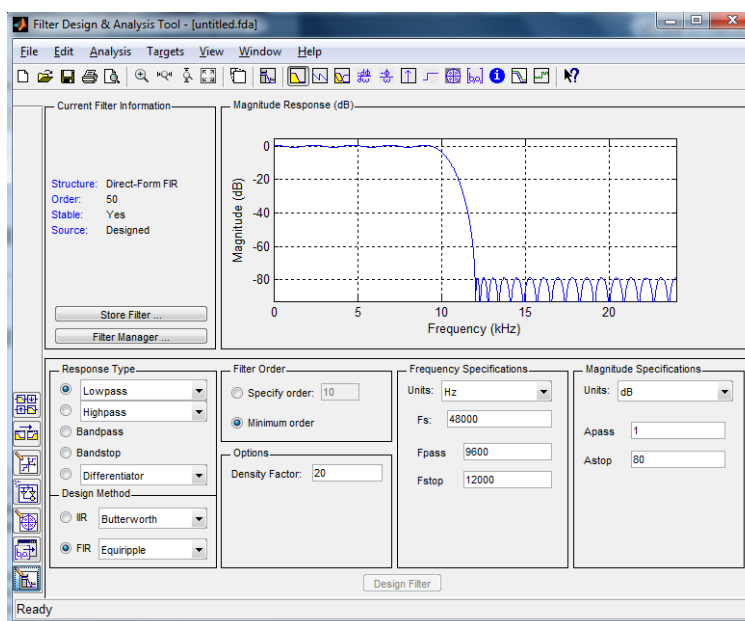 Filter Design & Analysis Tool - [untitled.fda]
File Edit Analysis Targets View Window Help
Current Filter Information
Structure: Direct-Form FIR
Order: 50
Stable: Yes
Source: Designed
Store Filter ...
Filter Manager ...
Magnitude Response (dB)
Magnitude (dB)
0
-20
-40
-60
-80
0 5 10 15 20
Frequency (kHz)
Response Type
Lowpass
Highpass
Bandpass
Bandstop
Differentiator
Design Method
IIR Butterworth
FIR Equiripple
Filter Order
Specify order: 10
Minimum order
Options
Density Factor: 20
Frequency Specifications
Units: Hz
Fs: 48000
Fpass 9600
Fstop 12000
Magnitude Specifications
Units: dB
Apass 1
Astop 80
Design Filter
Ready